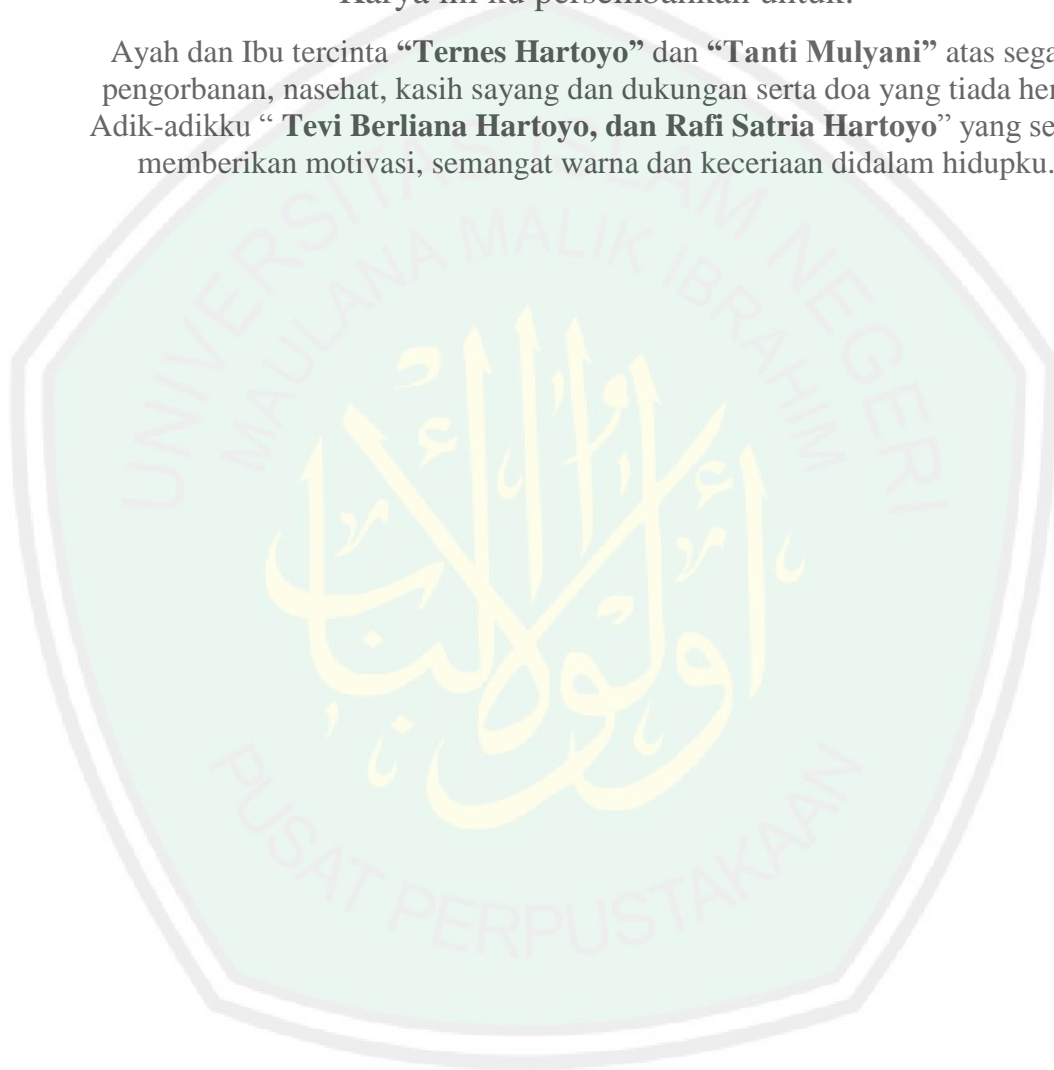 Karya ini ku persembahkan untuk:
Ayah dan Ibu tercinta “Ternes Hartoyo” dan “Tanti Mulyani” atas
pengorbanan, nasehat, kasih sayang dan dukungan serta doa yang tiada
Adik-adikku “ Tevi Berliana Hartoyo, dan Rafi Satria Hartoyo” yang
memberikan motivasi, semangat warna dan keceriaan didalam hidupku.
UNIVERSITAS ISLAM NEGERI
MAULANA MALIK IBRAHIM
أولوا الألباب
PUSAT PERPUSTAKAAN